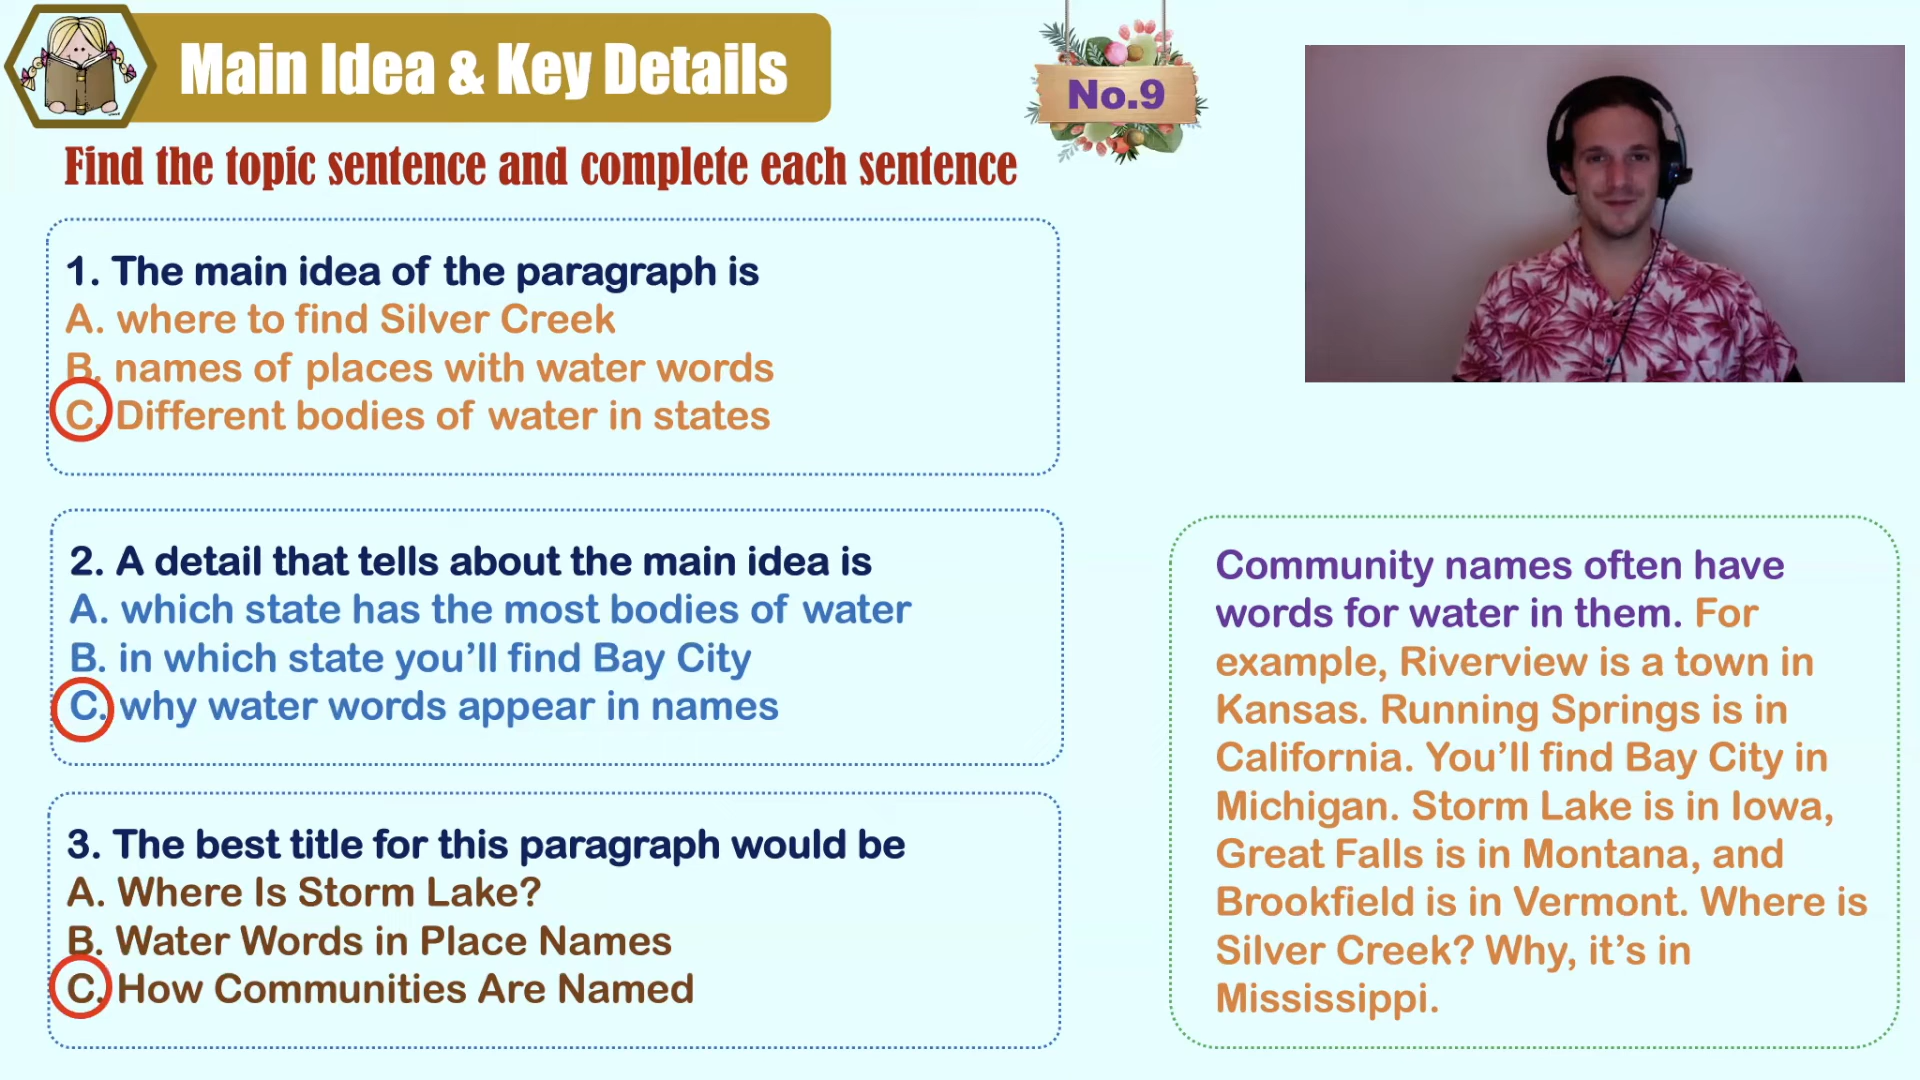 Main Idea & Key Details
No.9
Find the topic sentence and complete each sentence
1. The main idea of the paragraph is
A. where to find Silver Creek
B. names of places with water words
C. Different bodies of water in states
2. A detail that tells about the main idea is
A. which state has the most bodies of water
B. in which state you’ll find Bay City
C. why water words appear in names
3. The best title for this paragraph would be
A. Where Is Storm Lake?
B. Water Words in Place Names
C. How Communities Are Named
Community names often have
words for water in them. For
example, Riverview is a town in
Kansas. Running Springs is in
California. You’ll find Bay City in
Michigan. Storm Lake is in Iowa,
Great Falls is in Montana, and
Brookfield is in Vermont. Where is
Silver Creek? Why, it’s in
Mississippi.